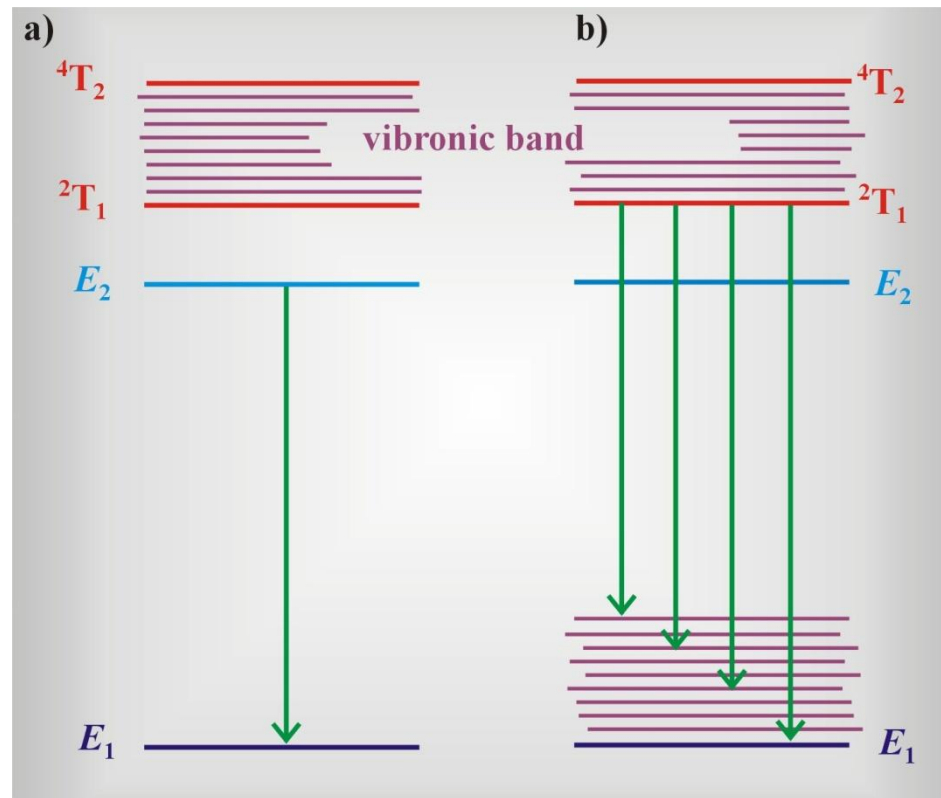 a)
b)
⁴T₂
⁴T₂
vibronic band
²T₁
²T₁
E₂
E₂
E₁
E₁